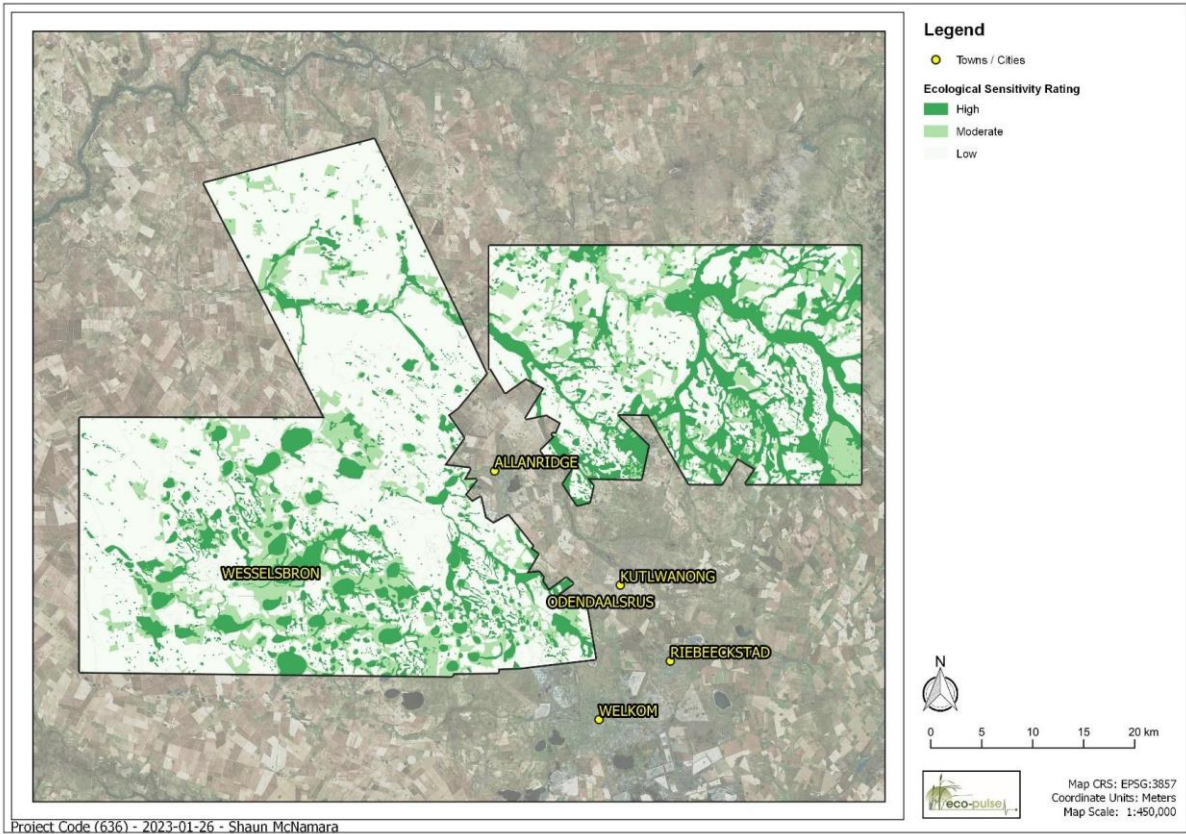 Legend
Towns / Cities
Ecological Sensitivity Rating
High
Moderate
Low
ALLANRIDGE
WESSELSBRON
KUTLWANONG
ODENDAALSRUS
RIEBEECKSTAD
WELKOM
N
0 5 10 15 20 km
eco-pulse
Map CRS: EPSG:3857
Coordinate Units: Meters
Map Scale: 1:450,000
Project Code (636) - 2023-01-26 - Shaun McNamara